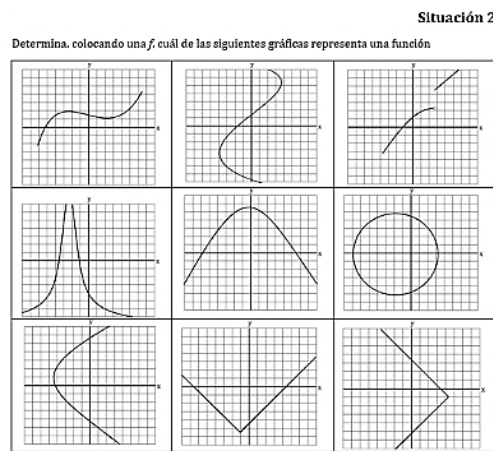 Situación 2
Determina, colocando una f, cuál de las siguientes gráficas representa una función
y
x
y
x
y
x
y
x
y
x
y
x
y
x
y
x
y
x